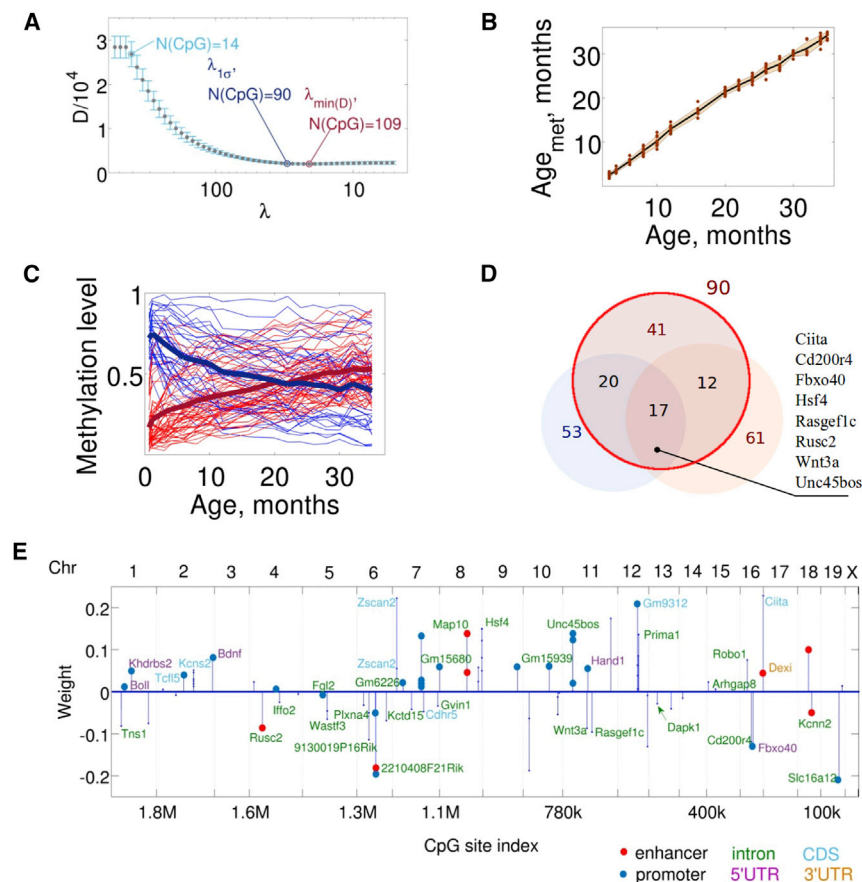 A
3
2
1
0
D/10^4
N(CpG)=14
λ1σ,
N(CpG)=90
λmin(D),
N(CpG)=109
100
10
λ
B
30
20
10
Age_met, months
10 20 30
Age, months
C
1
0.5
Methylation level
0 10 20 30
Age, months
D
90
41
20
12
17
53
61
Ciita
Cd200r4
Fbxo40
Hsf4
Rasgef1c
Rusc2
Wnt3a
Unc45bos
E
Chr 1 2 3 4 5 6 7 8 9 10 11 12 13 14 15 16 17 18 19 X
0.2
0.1
0
-0.1
-0.2
Weight
Zscan2
Map10
Hsf4
Unc45bos
Gm9312
Ciita
Khdrbs2
Kcns2
Tcfl5
Bdnf
Zscan2
Gm15680
Gm15939
Prima1
Robo1
Boll
Fgl2
Gm6226
Hand1
Dexi
Arhgap8
Tns1
Iffo2
Plxna4
Kctd15
Gvin1
Cdhr5
Rusc2
Wastf3
Wnt3a
Rasgef1c
Dapk1
Kcnn2
9130019P16Rik
Cd200r4
Fbxo40
2210408F21Rik
Slc16a12
1.8M 1.6M 1.3M 1.1M 780k 400k 100k
CpG site index
enhancer intron CDS
promoter 5'UTR 3'UTR